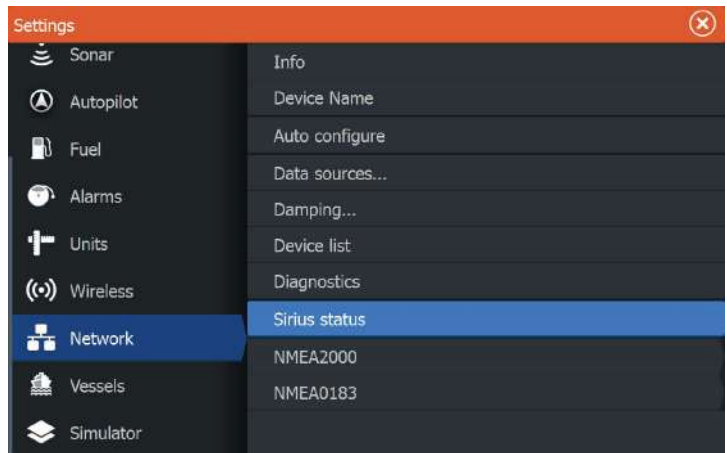 Settings
Sonar
Autopilot
Fuel
Alarms
Units
Wireless
Network
Vessels
Simulator
Info
Device Name
Auto configure
Data sources...
Damping...
Device list
Diagnostics
Sirius status
NMEA2000
NMEA0183